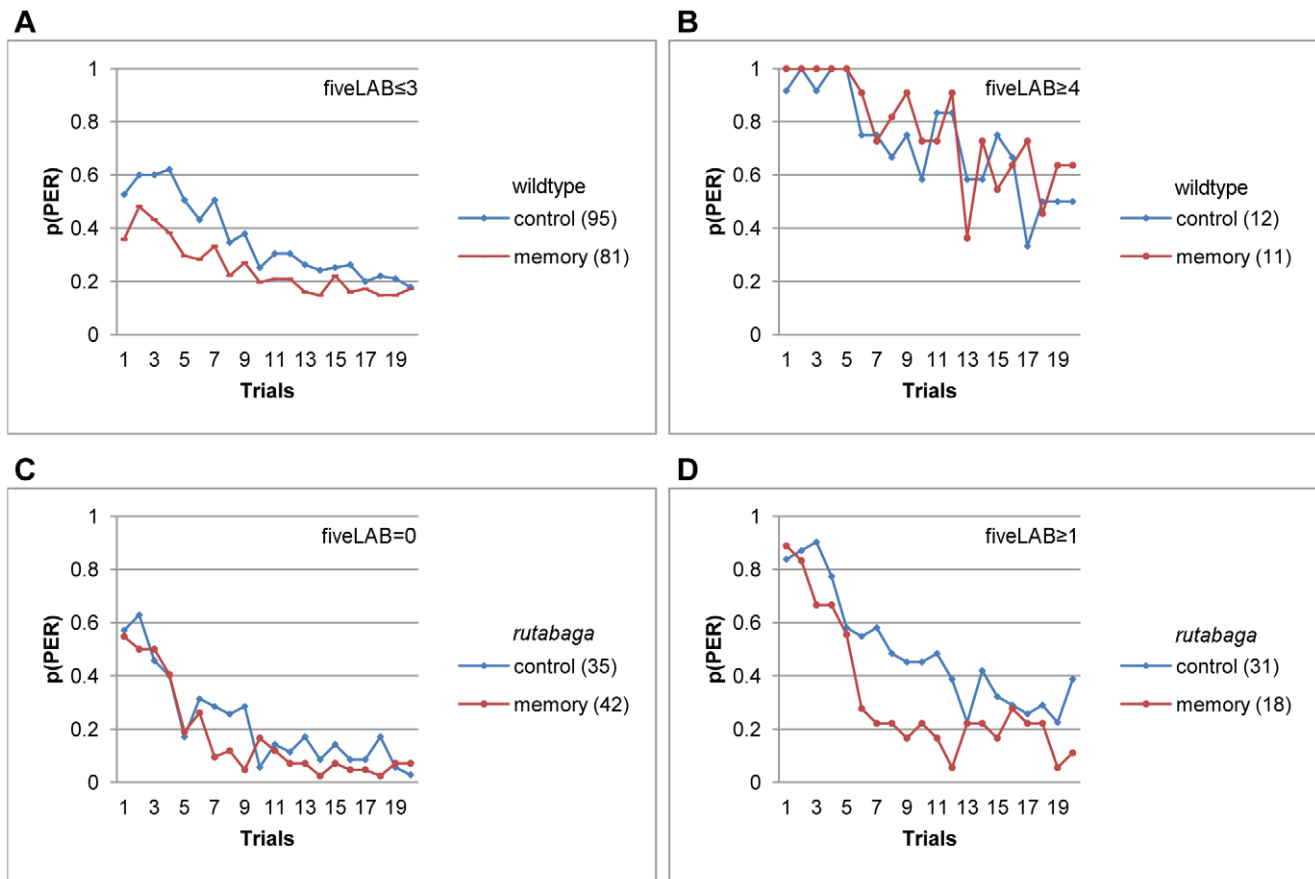 A
fiveLAB≤3
1
0.8
0.6
0.4
0.2
0
p(PER)
1 3 5 7 9 11 13 15 17 19
Trials
wildtype
control (95)
memory (81)
B
fiveLAB≥4
1
0.8
0.6
0.4
0.2
0
p(PER)
1 3 5 7 9 11 13 15 17 19
Trials
wildtype
control (12)
memory (11)
C
fiveLAB=0
1
0.8
0.6
0.4
0.2
0
p(PER)
1 3 5 7 9 11 13 15 17 19
Trials
rutabaga
control (35)
memory (42)
D
fiveLAB≥1
1
0.8
0.6
0.4
0.2
0
p(PER)
1 3 5 7 9 11 13 15 17 19
Trials
rutabaga
control (31)
memory (18)